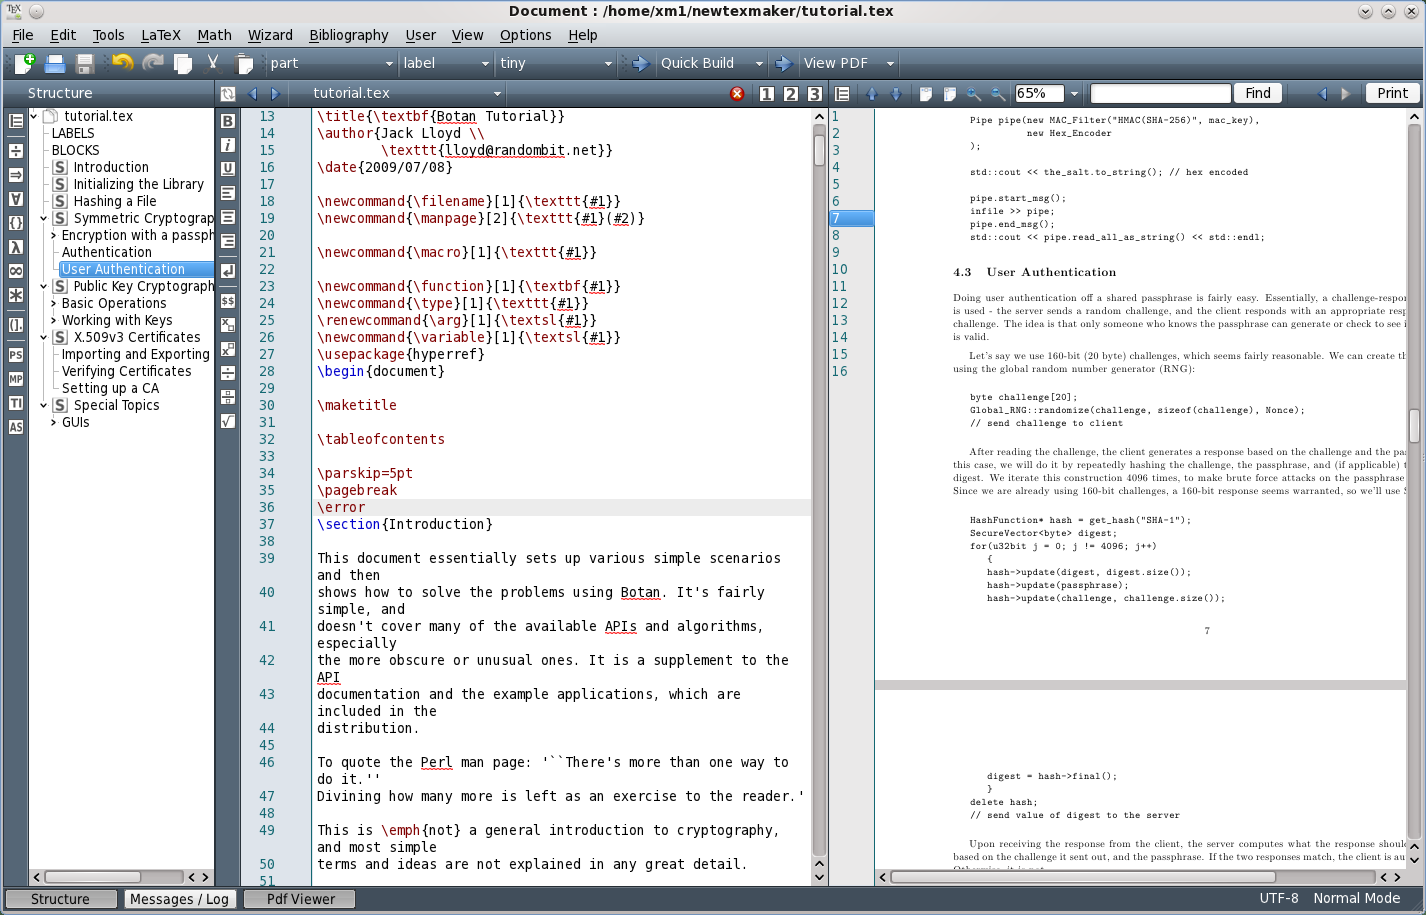 Document : /home/xm1/newtexmaker/tutorial.tex
File Edit Tools LaTeX Math Wizard Bibliography User View Options Help
part label tiny Quick Build View PDF
Structure tutorial.tex 1 2 3 65% Find Print
tutorial.tex
LABELS
BLOCKS
S Introduction
S Initializing the Library
S Hashing a File
S Symmetric Cryptograp
Encryption with a passph
Authentication
User Authentication
S Public Key Cryptograph
Basic Operations
Working with Keys
S X.509v3 Certificates
Importing and Exporting
Verifying Certificates
Setting up a CA
S Special Topics
GUIs
PS
MP
TI
AS
B
i
U
$$
13 \title{\textbf{Botan Tutorial}}
14 \author{Jack Lloyd \\
15 \texttt{lloyd@randombit.net}}
16 \date{2009/07/08}
17
18 \newcommand{\filename}[1]{\texttt{#1}}
19 \newcommand{\manpage}[2]{\texttt{#1}(#2)}
20
21 \newcommand{\macro}[1]{\texttt{#1}}
22
23 \newcommand{\function}[1]{\textbf{#1}}
24 \newcommand{\type}[1]{\texttt{#1}}
25 \renewcommand{\arg}[1]{\textsl{#1}}
26 \newcommand{\variable}[1]{\textsl{#1}}
27 \usepackage{hyperref}
28 \begin{document}
29
30 \maketitle
31
32 \tableofcontents
33
34 \parskip=5pt
35 \pagebreak
36 \error
37 \section{Introduction}
38
39 This document essentially sets up various simple scenarios
and then
40 shows how to solve the problems using Botan. It's fairly
simple, and
41 doesn't cover many of the available APIs and algorithms,
especially
42 the more obscure or unusual ones. It is a supplement to the
API
43 documentation and the example applications, which are
included in the
44 distribution.
45
46 To quote the Perl man page: '``There's more than one way to
do it.''
47 Divining how many more is left as an exercise to the reader.'
48
49 This is \emph{not} a general introduction to cryptography,
and most simple
50 terms and ideas are not explained in any great detail.
51
1
2
3
4
5
6
7
8
9
10
11
12
13
14
15
16
Pipe pipe(new MAC_Filter("HMAC(SHA-256)", mac_key),
new Hex_Encoder
);
std::cout << the_salt.to_string(); // hex encoded
pipe.start_msg();
infile >> pipe;
pipe.end_msg();
std::cout << pipe.read_all_as_string() << std::endl;
4.3 User Authentication
Doing user authentication off a shared passphrase is fairly easy. Essentially, a challenge-respon
is used - the server sends a random challenge, and the client responds with an appropriate resp
challenge. The idea is that only someone who knows the passphrase can generate or check to see i
is valid.
Let's say we use 160-bit (20 byte) challenges, which seems fairly reasonable. We can create th
using the global random number generator (RNG):
byte challenge[20];
Global_RNG::randomize(challenge, sizeof(challenge), Nonce);
// send challenge to client
After reading the challenge, the client generates a response based on the challenge and the pas
this case, we will do it by repeatedly hashing the challenge, the passphrase, and (if applicable) t
digest. We iterate this construction 4096 times, to make brute force attacks on the passphrase
Since we are already using 160-bit challenges, a 160-bit response seems warranted, so we'll use S
HashFunction* hash = get_hash("SHA-1");
SecureVector<byte> digest;
for(u32bit j = 0; j != 4096; j++)
{
hash->update(digest, digest.size());
hash->update(passphrase);
hash->update(challenge, challenge.size());
7
digest = hash->final();
}
delete hash;
// send value of digest to the server
Upon receiving the response from the client, the server computes what the response shoul
based on the challenge it sent out, and the passphrase. If the two responses match, the client is au
Structure Messages / Log Pdf Viewer UTF-8 Normal Mode